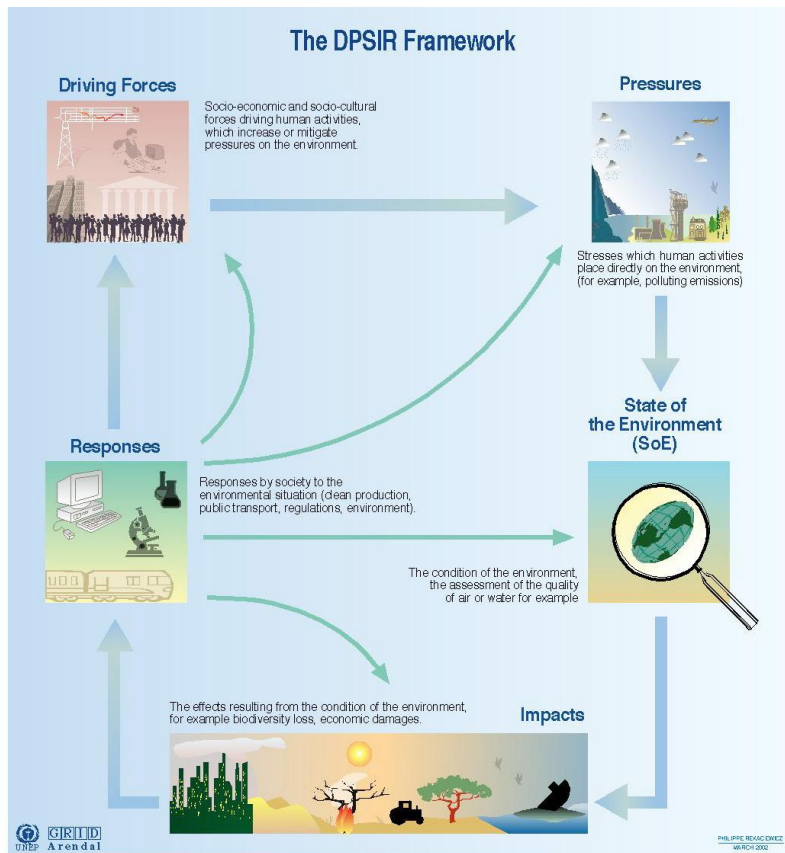 The DPSIR Framework
Driving Forces
Socio-economic and socio-cultural
forces driving human activities,
which increase or mitigate
pressures on the environment.
Pressures
Stresses which human activities
place directly on the environment,
(for example, polluting emissions)
State of
the Environment
(SoE)
Responses
Responses by society to the
environmental situation (clean production,
public transport, regulations, environment).
The condition of the environment,
the assessment of the quality
of air or water for example
The effects resulting from the condition of the environment,
for example biodiversity loss, economic damages.
Impacts
UNEP
GRID
Arendal
PHILIPPE REKACEWICZ
MARCH 2002